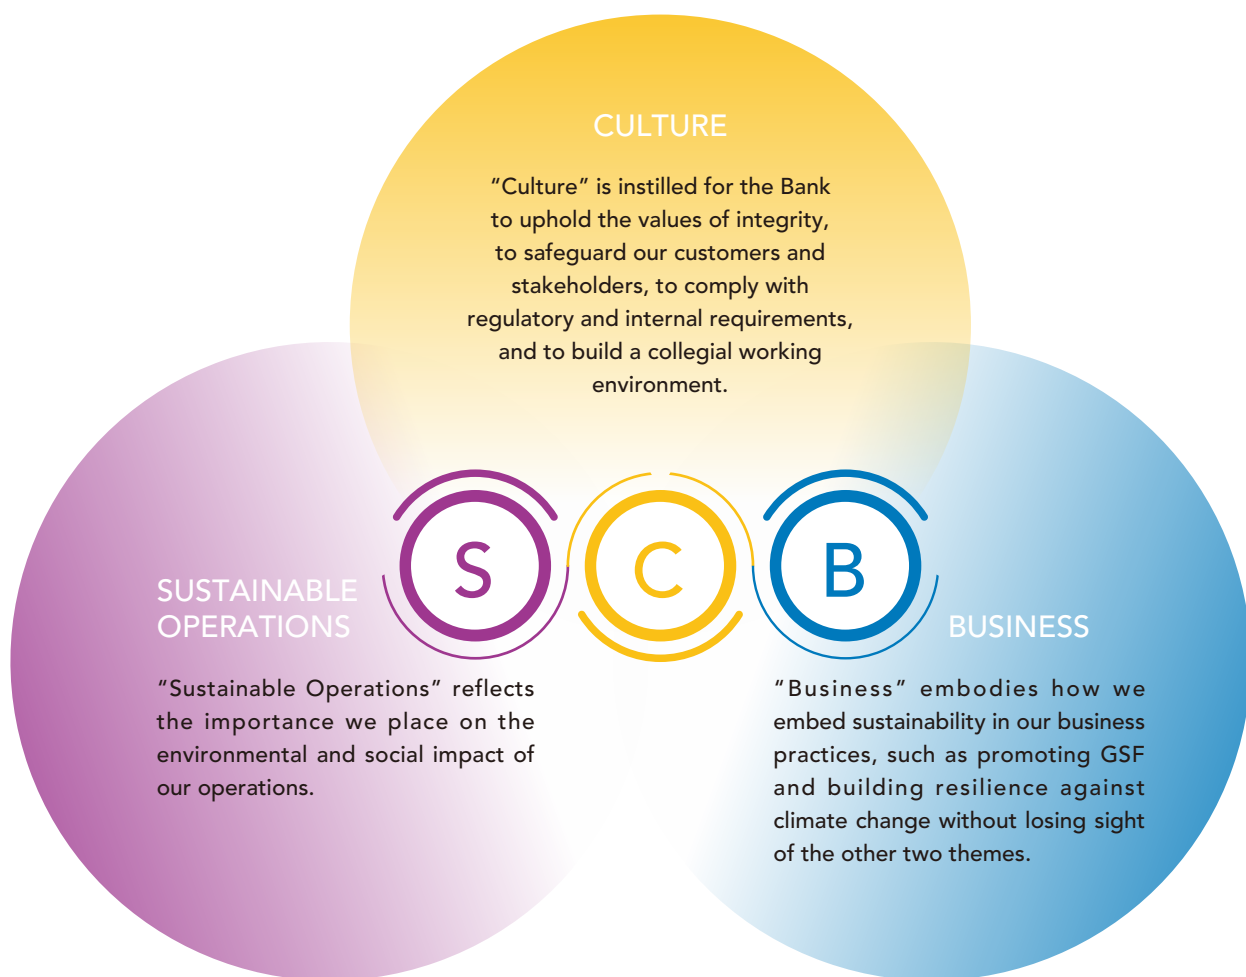 CULTURE
“Culture” is instilled for the Bank
to uphold the values of integrity,
to safeguard our customers and
stakeholders, to comply with
regulatory and internal requirements,
and to build a collegial working
environment.
S C B
SUSTAINABLE
OPERATIONS
“Sustainable Operations” reflects
the importance we place on the
environmental and social impact of
our operations.
BUSINESS
“Business” embodies how we
embed sustainability in our business
practices, such as promoting GSF
and building resilience against
climate change without losing sight
of the other two themes.